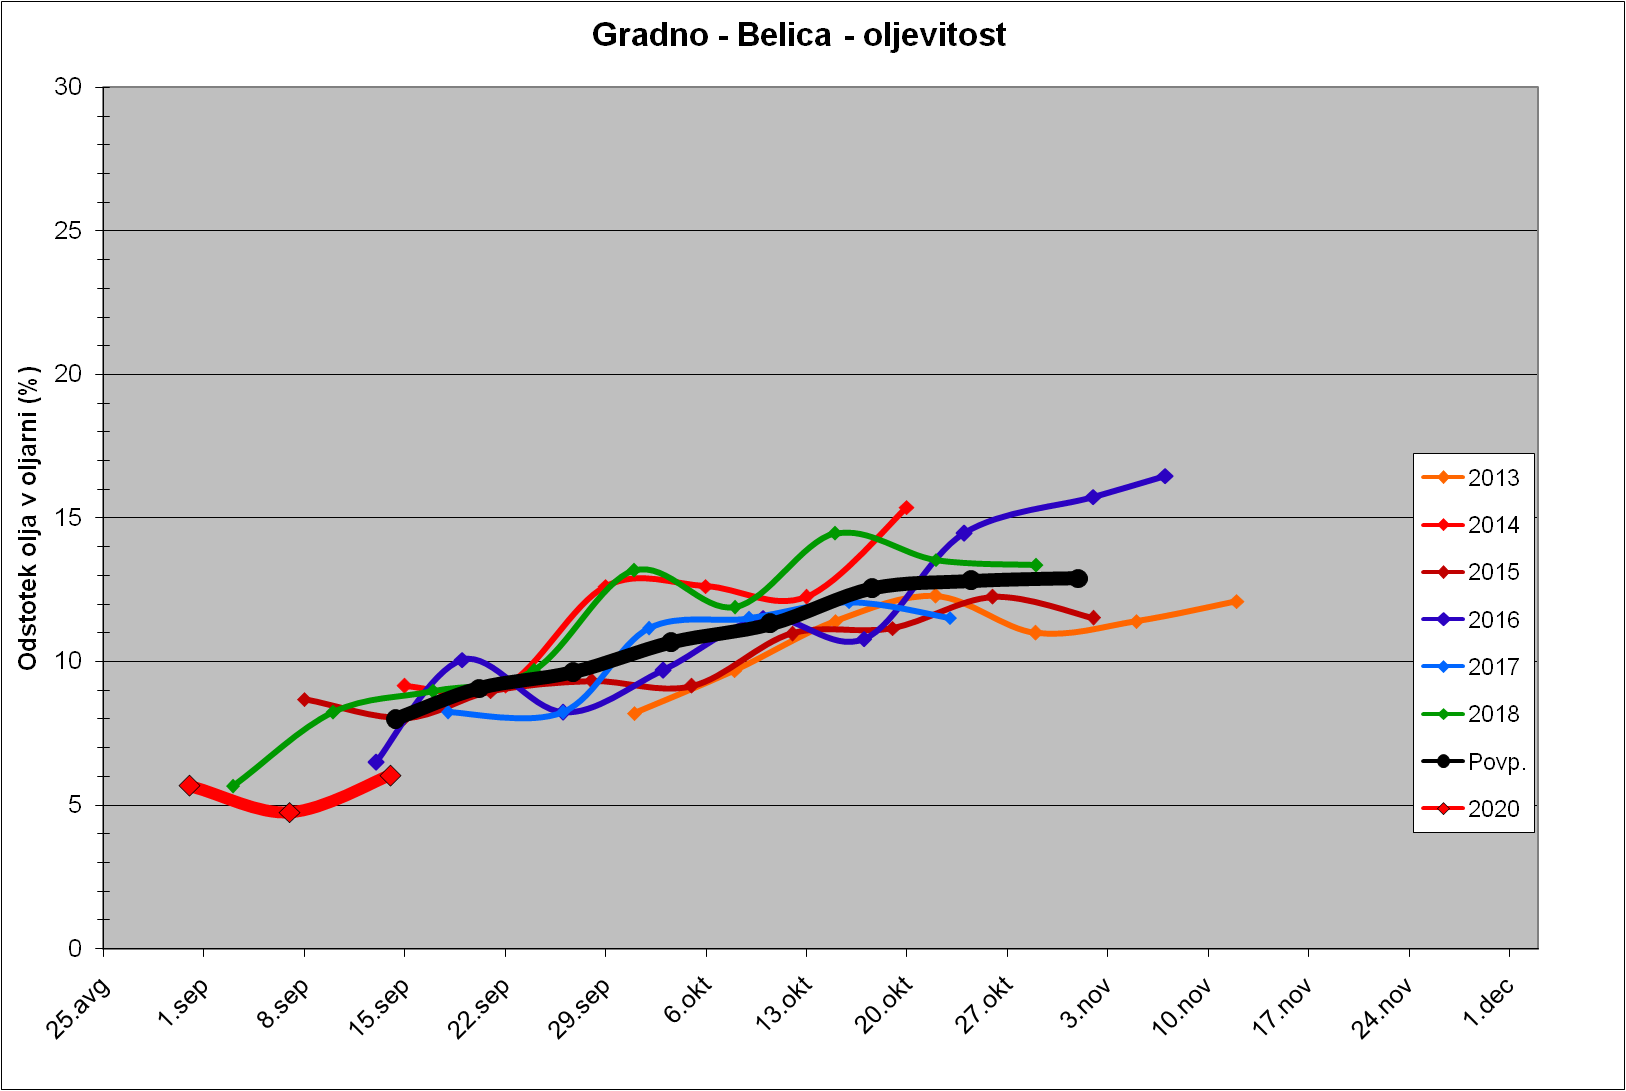 Gradno - Belica - oljevitost
Odstotek olja v oljarni (%)
30
25
20
15
10
5
0
25.avg
1.sep
8.sep
15.sep
22.sep
29.sep
6.okt
13.okt
20.okt
27.okt
3.nov
10.nov
17.nov
24.nov
1.dec
2013
2014
2015
2016
2017
2018
Povp.
2020